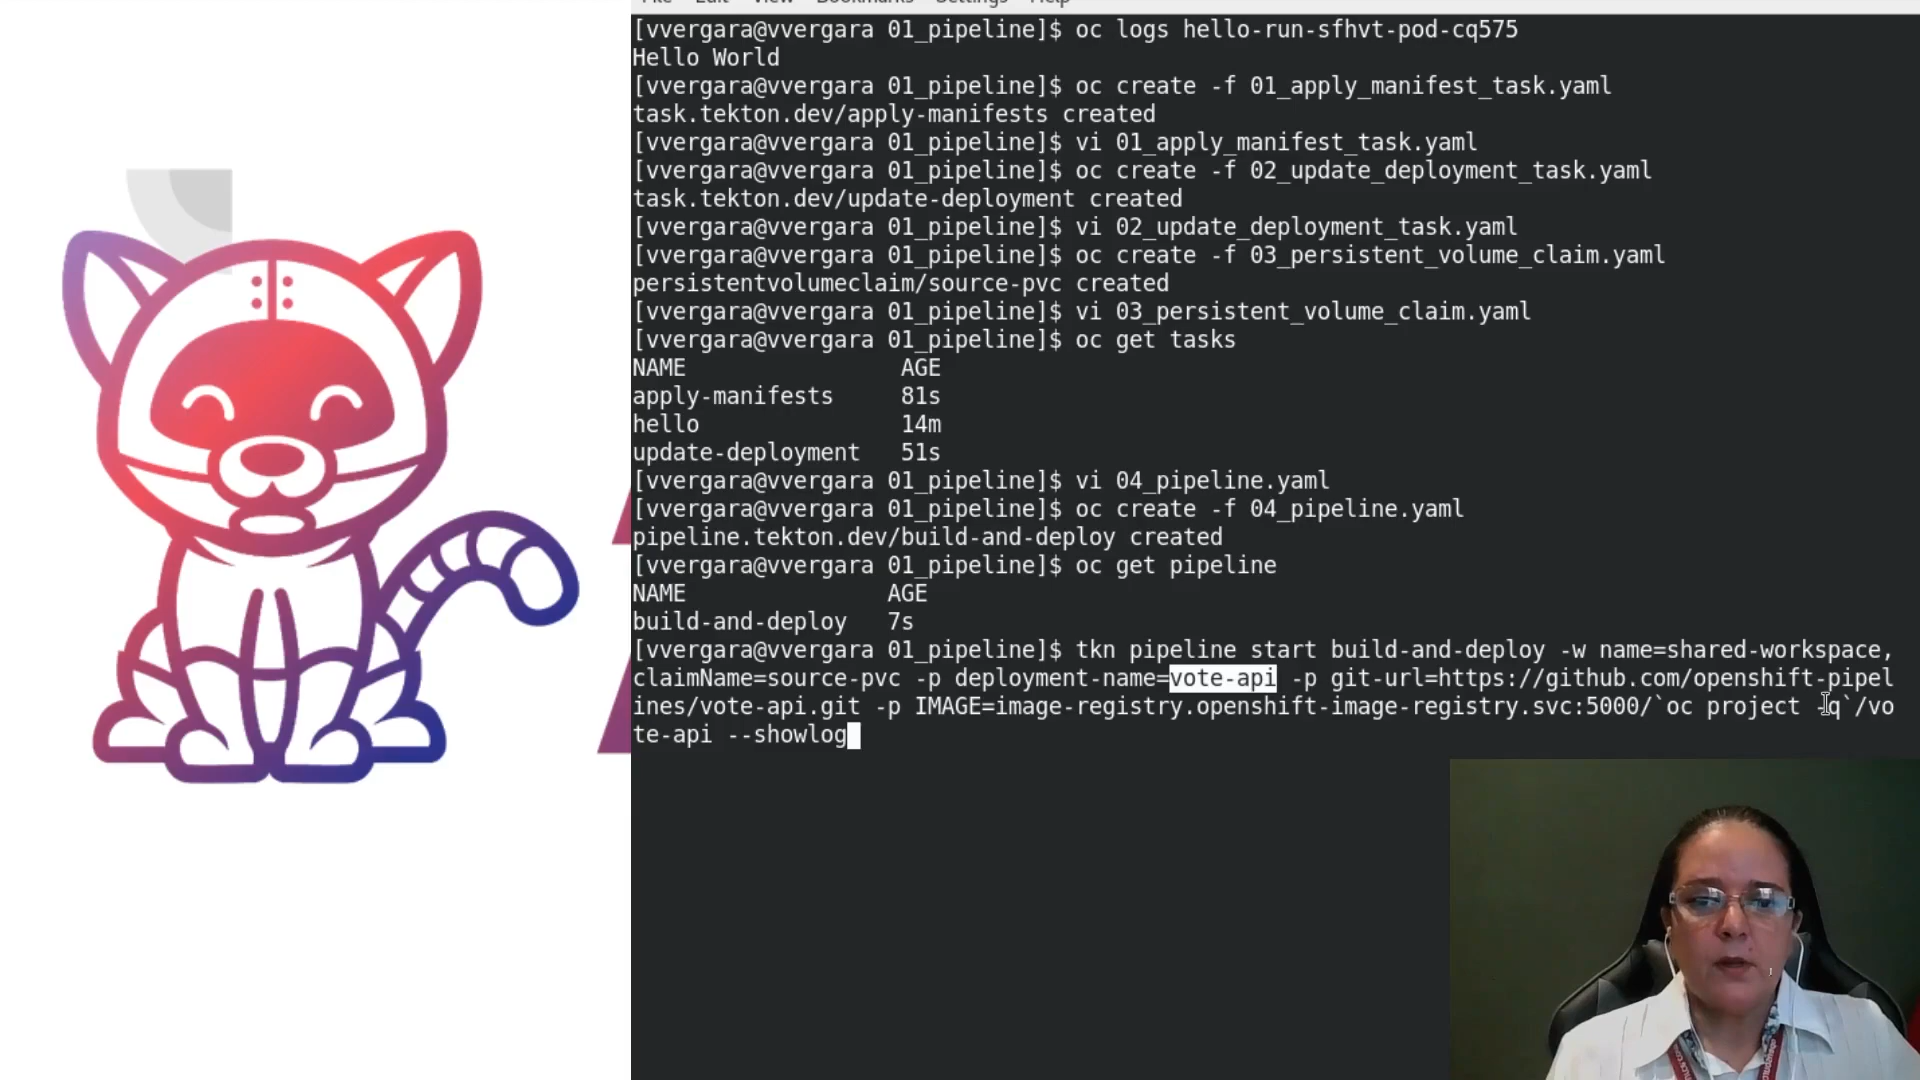 File Edit View Bookmarks Settings Help
[vvergara@vvergara 01_pipeline]$ oc logs hello-run-sfhvt-pod-cq575
Hello World
[vvergara@vvergara 01_pipeline]$ oc create -f 01_apply_manifest_task.yaml
task.tekton.dev/apply-manifests created
[vvergara@vvergara 01_pipeline]$ vi 01_apply_manifest_task.yaml
[vvergara@vvergara 01_pipeline]$ oc create -f 02_update_deployment_task.yaml
task.tekton.dev/update-deployment created
[vvergara@vvergara 01_pipeline]$ vi 02_update_deployment_task.yaml
[vvergara@vvergara 01_pipeline]$ oc create -f 03_persistent_volume_claim.yaml
persistentvolumeclaim/source-pvc created
[vvergara@vvergara 01_pipeline]$ vi 03_persistent_volume_claim.yaml
[vvergara@vvergara 01_pipeline]$ oc get tasks
NAME AGE
apply-manifests 81s
hello 14m
update-deployment 51s
[vvergara@vvergara 01_pipeline]$ vi 04_pipeline.yaml
[vvergara@vvergara 01_pipeline]$ oc create -f 04_pipeline.yaml
pipeline.tekton.dev/build-and-deploy created
[vvergara@vvergara 01_pipeline]$ oc get pipeline
NAME AGE
build-and-deploy 7s
[vvergara@vvergara 01_pipeline]$ tkn pipeline start build-and-deploy -w name=shared-workspace,
claimName=source-pvc -p deployment-name=vote-api -p git-url=https://github.com/openshift-pipel
ines/vote-api.git -p IMAGE=image-registry.openshift-image-registry.svc:5000/`oc project -q`/vo
te-api --showlog